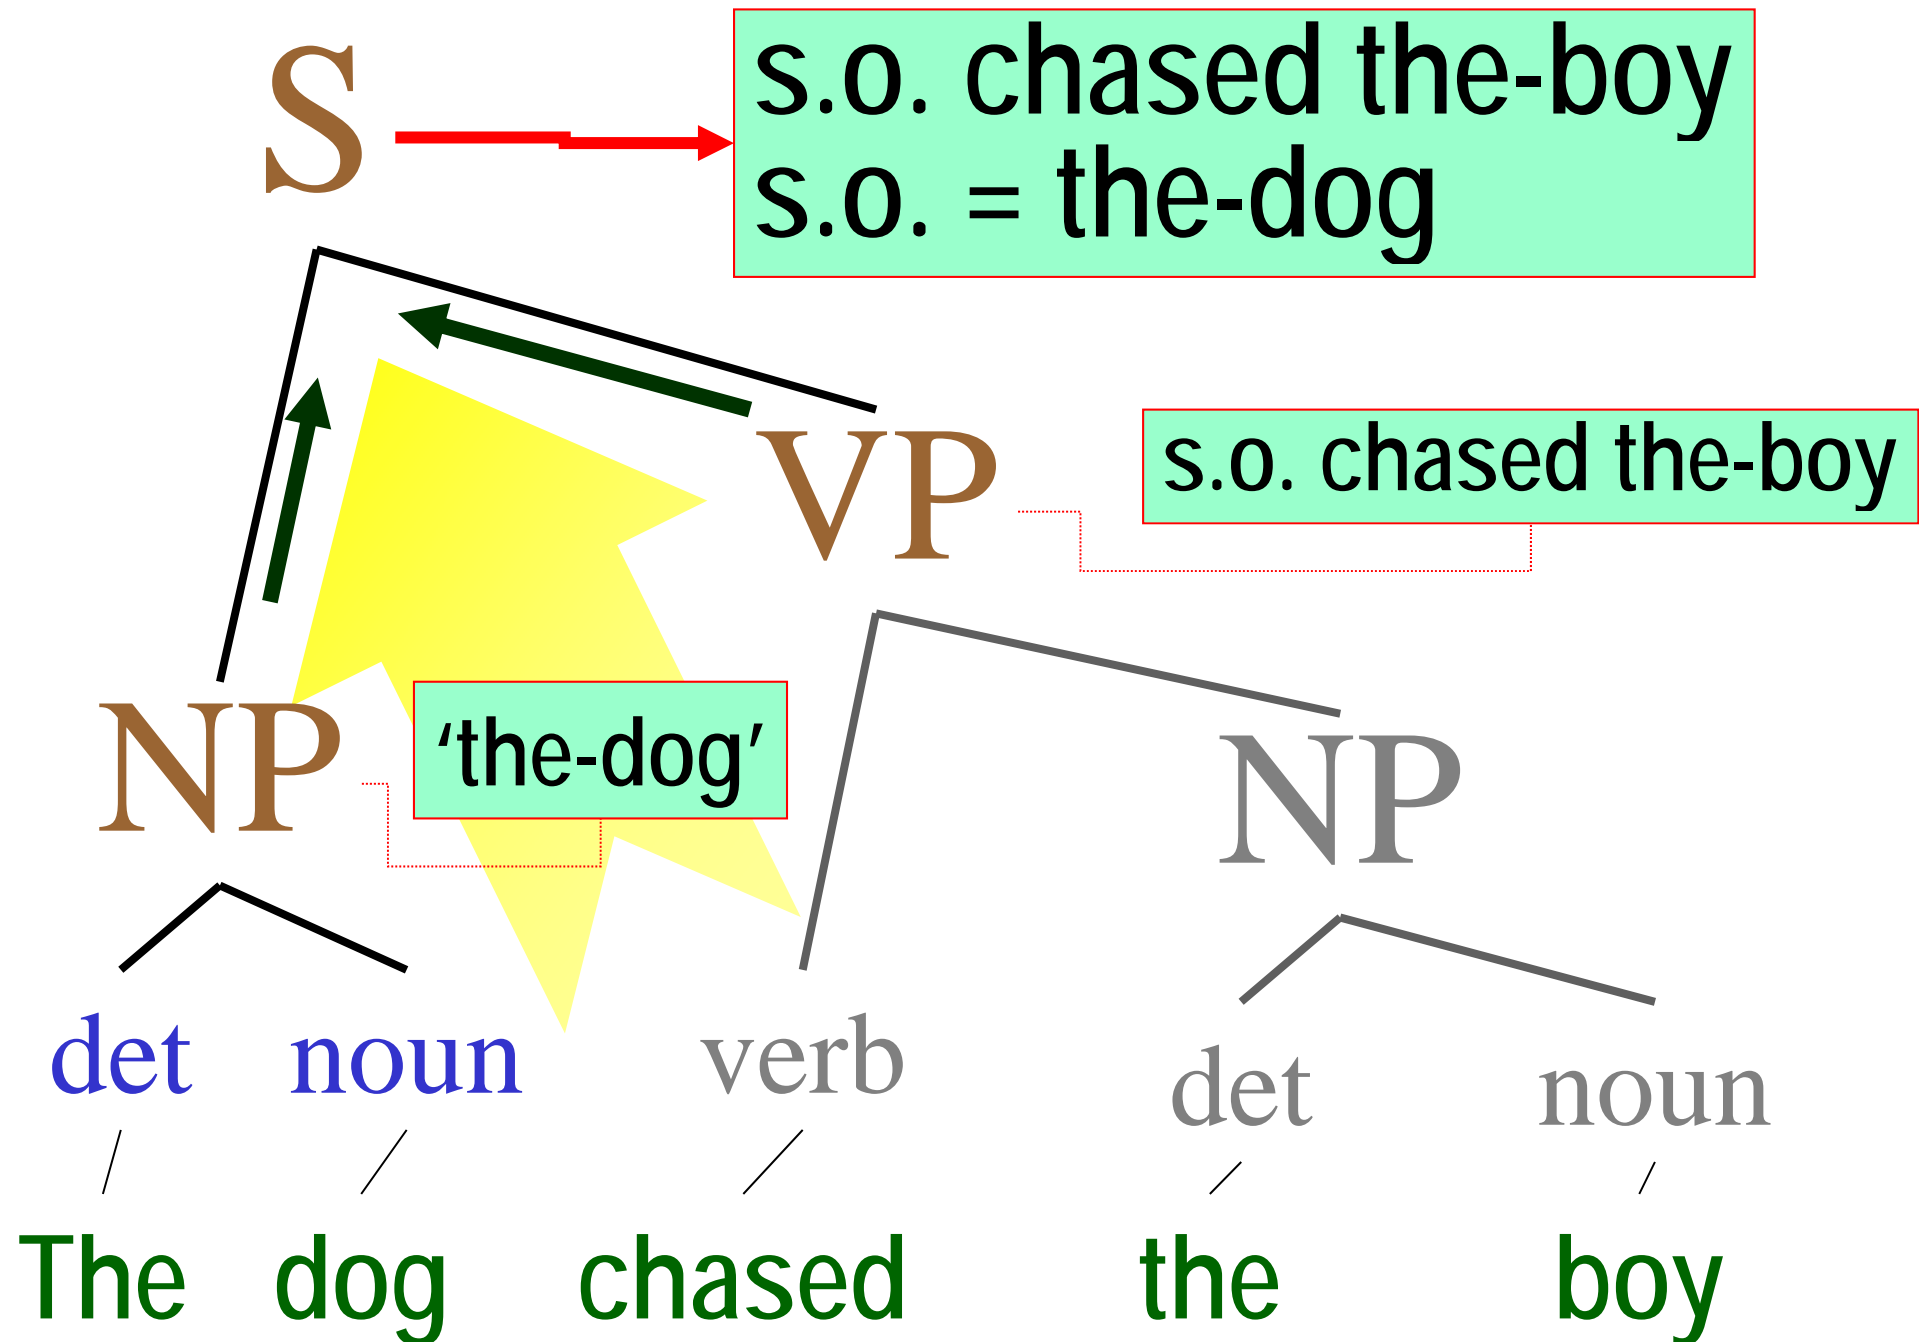 S
s.o. chased the-boy
s.o. = the-dog
VP
s.o. chased the-boy
NP
‘the-dog’
NP
det noun verb det noun
The dog chased the boy